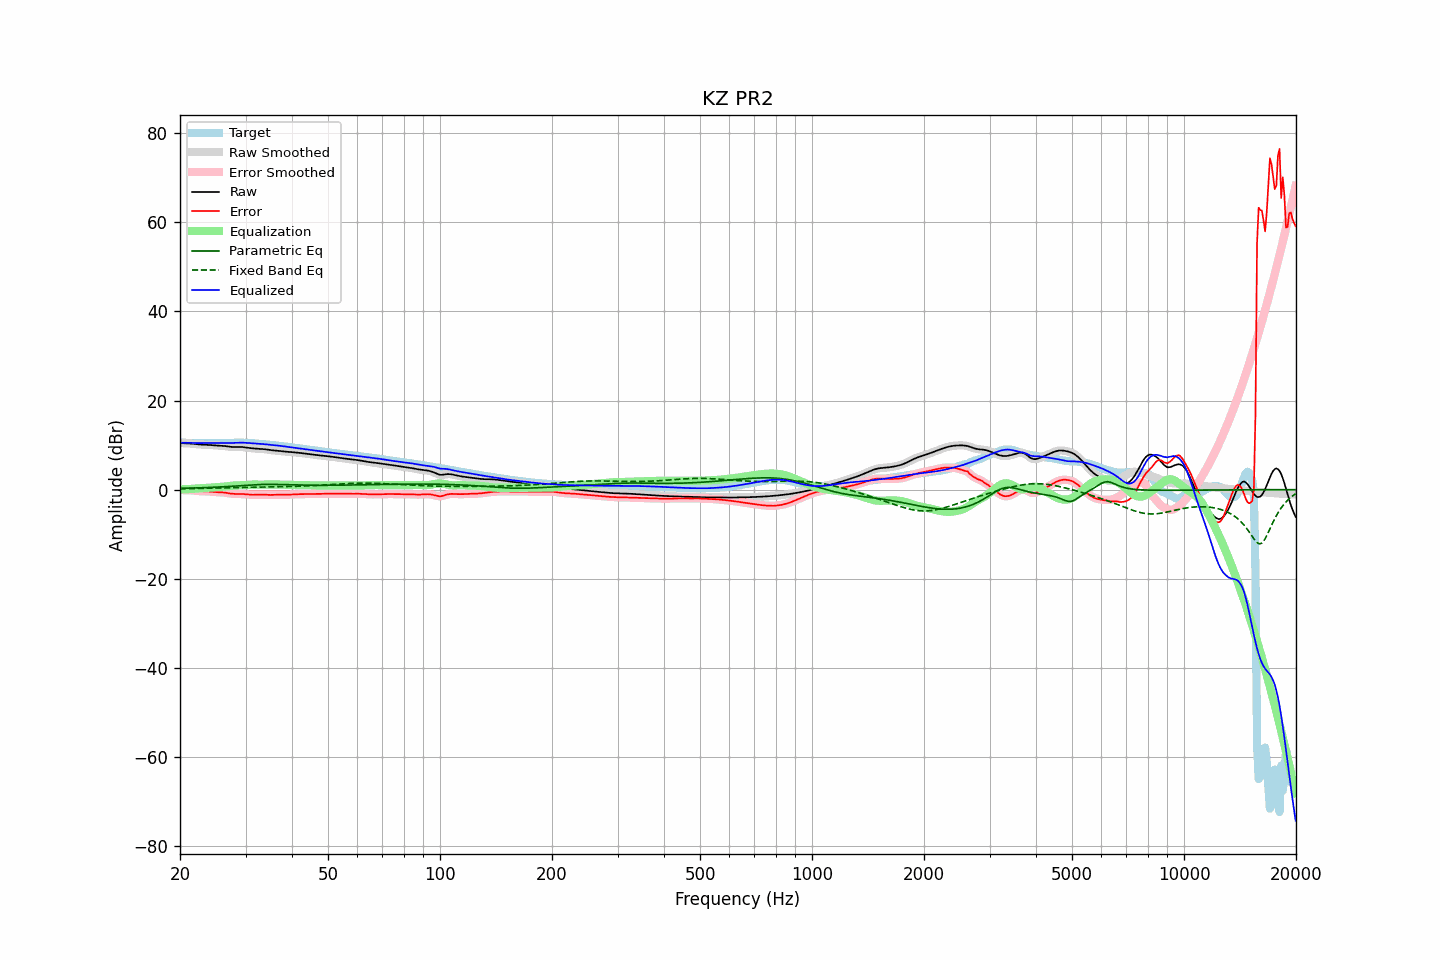 KZ PR2
Target
Raw Smoothed
Error Smoothed
Raw
Error
Equalization
Parametric Eq
Fixed Band Eq
Equalized
80
60
40
20
0
−20
−40
−60
−80
Amplitude (dBr)
20 50 100 200 500 1000 2000 5000 10000 20000
Frequency (Hz)